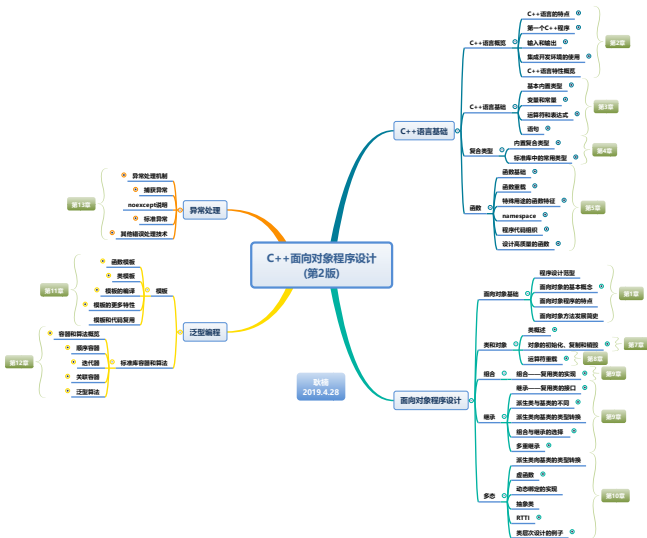 C++面向对象程序设计
(第2版)
耿楠
2019.4.28
C++语言基础
C++语言概览
C++语言的特点
第一个C++程序
输入和输出
集成开发环境的使用
C++语言特性概览
第2章
C++语言基础
基本内置类型
变量和常量
运算符和表达式
语句
第3章
复合类型
内置复合类型
标准库中的常用类型
第4章
函数
函数基础
函数重载
特殊用途的函数特征
namespace
程序代码组织
设计高质量的函数
第5章
面向对象程序设计
面向对象基础
程序设计范型
面向对象的基本概念
面向对象程序的特点
面向对象方法发展简史
第1章
类和对象
类概述
对象的初始化、复制和销毁
第7章
运算符重载
第8章
组合
组合——复用类的实现
第9章
继承
继承——复用类的接口
派生类与基类的不同
派生类向基类的类型转换
组合与继承的选择
多重继承
第9章
多态
派生类向基类的类型转换
虚函数
动态绑定的实现
抽象类
RTTI
类层次设计的例子
第10章
异常处理
异常处理机制
捕获异常
noexcept说明
标准异常
其他错误处理技术
第13章
泛型编程
模板
函数模板
类模板
模板的编译
模板的更多特性
模板和代码复用
第11章
标准库容器和算法
容器和算法概览
顺序容器
迭代器
关联容器
泛型算法
第12章